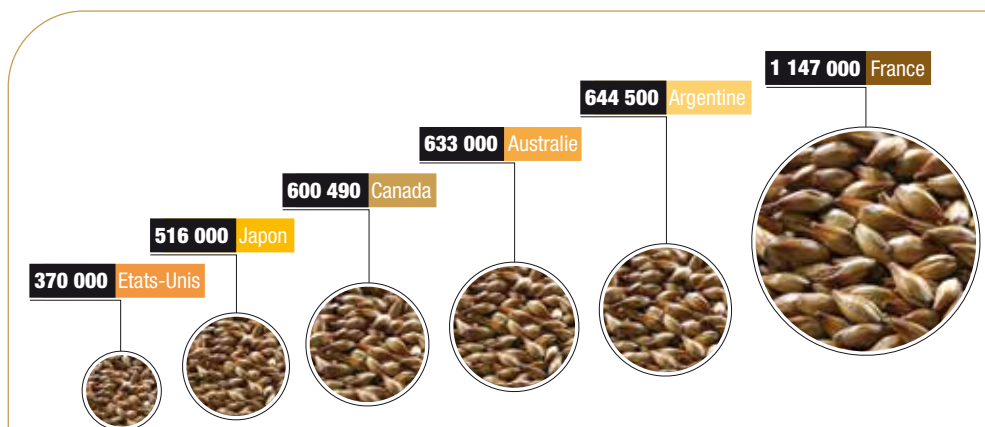 1 147 000 France
644 500 Argentine
633 000 Australie
600 490 Canada
516 000 Japon
370 000 Etats-Unis